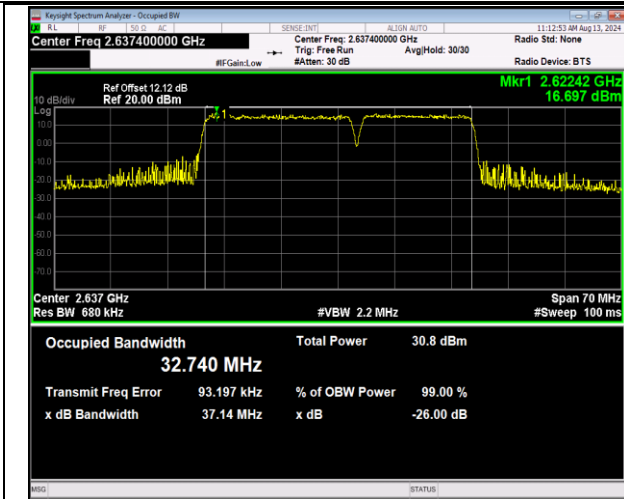 Keysight Spectrum Analyzer - Occupied BW
RL RF 50 Ω AC SENSE:INT ALIGN AUTO 11:12:53 AM Aug 13, 2024
Center Freq 2.637400000 GHz Center Freq: 2.637400000 GHz Radio Std: None
Trig: Free Run Avg|Hold: 30/30
#IFGain:Low #Atten: 30 dB Radio Device: BTS
Ref Offset 12.12 dB Mkr1 2.62242 GHz
10 dB/div Ref 20.00 dBm 16.697 dBm
Log
10.0
0.00
-10.0
-20.0
-30.0
-40.0
-50.0
-60.0
-70.0
1
Center 2.637 GHz Span 70 MHz
Res BW 680 kHz #VBW 2.2 MHz #Sweep 100 ms
Occupied Bandwidth Total Power 30.8 dBm
32.740 MHz
Transmit Freq Error 93.197 kHz % of OBW Power 99.00 %
x dB Bandwidth 37.14 MHz x dB -26.00 dB
MSG STATUS